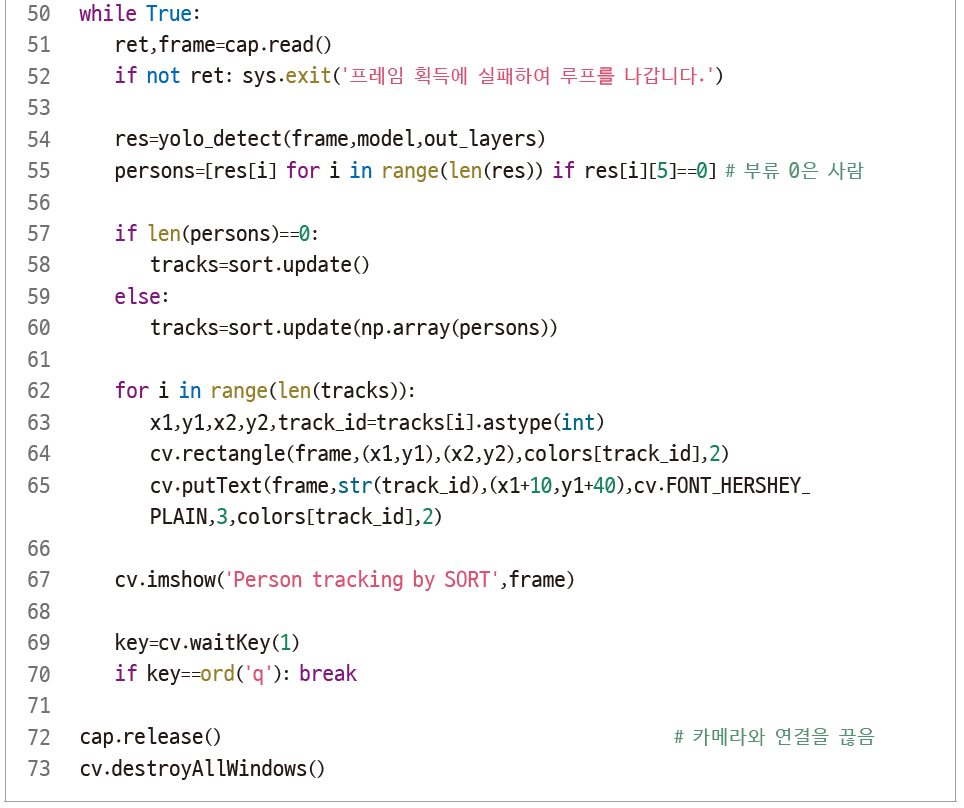 50 while True:
51 ret,frame=cap.read()
52 if not ret: sys.exit('프레임 획득에 실패하여 루프를 나갑니다.')
53
54 res=yolo_detect(frame,model,out_layers)
55 persons=[res[i] for i in range(len(res)) if res[i][5]==0] # 부류 0은 사람
56
57 if len(persons)==0:
58 tracks=sort.update()
59 else:
60 tracks=sort.update(np.array(persons))
61
62 for i in range(len(tracks)):
63 x1,y1,x2,y2,track_id=tracks[i].astype(int)
64 cv.rectangle(frame,(x1,y1),(x2,y2),colors[track_id],2)
65 cv.putText(frame,str(track_id),(x1+10,y1+40),cv.FONT_HERSHEY_
PLAIN,3,colors[track_id],2)
66
67 cv.imshow('Person tracking by SORT',frame)
68
69 key=cv.waitKey(1)
70 if key==ord('q'): break
71
72 cap.release() # 카메라와 연결을 끊음
73 cv.destroyAllWindows()